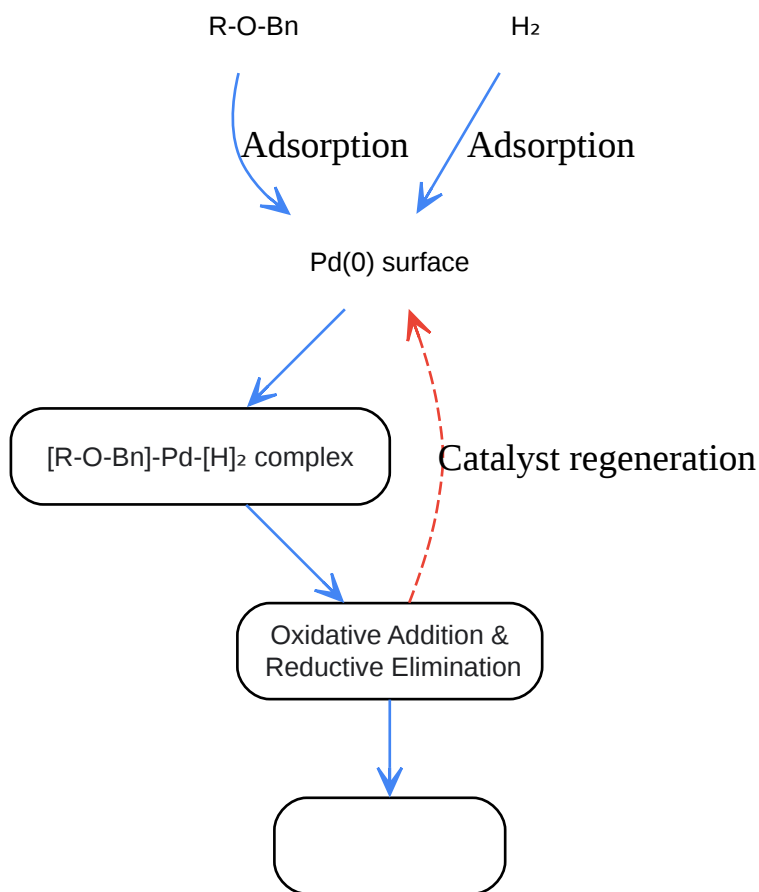 R-O-Bn
H₂
Adsorption
Adsorption
Pd(0) surface
[R-O-Bn]-Pd-[H]₂ complex
Catalyst regeneration
Oxidative Addition &
Reductive Elimination